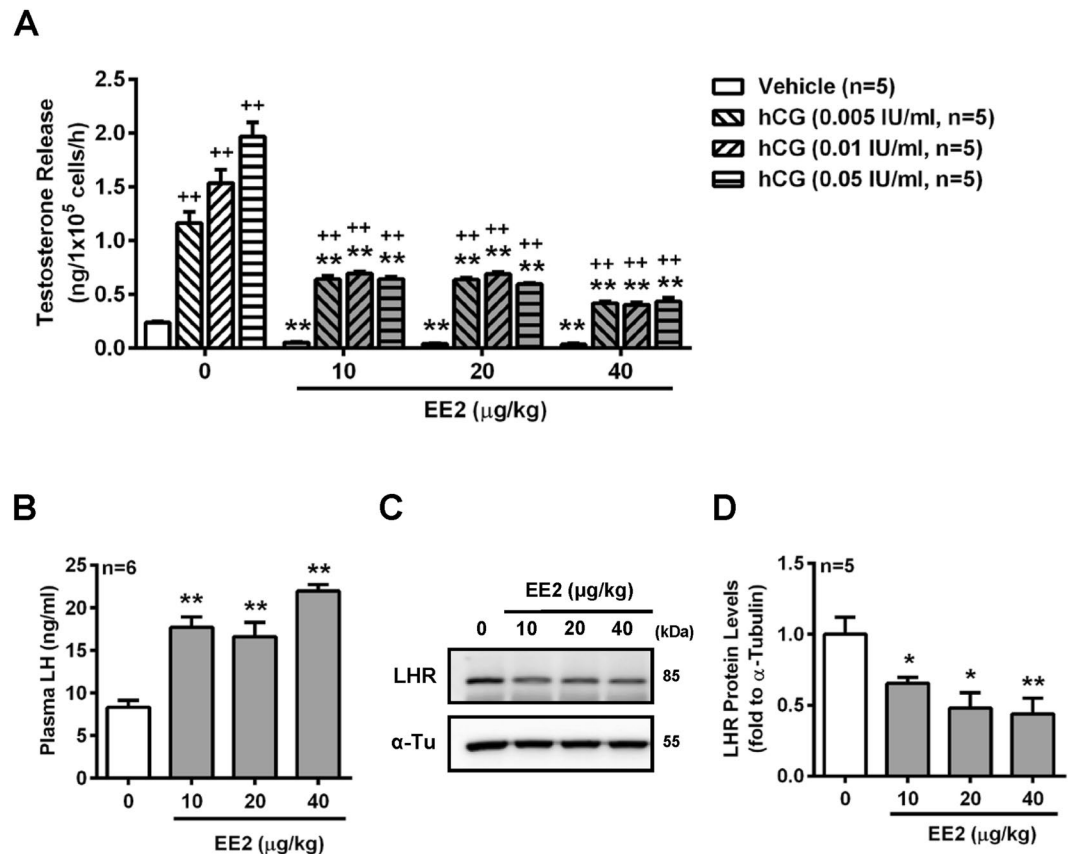 A
Testosterone Release
(ng/1x10⁵ cells/h)
2.5
2.0
1.5
1.0
0.5
0.0
++
++
++
++ ++ ++
** ** ** **
++ ++ ++
** ** ** **
++ ++ ++
** ** ** **
0 10 20 40
EE2 (μg/kg)
Vehicle (n=5)
hCG (0.005 IU/ml, n=5)
hCG (0.01 IU/ml, n=5)
hCG (0.05 IU/ml, n=5)
B
Plasma LH (ng/ml)
25
20
15
10
5
0
n=6
** ** **
0 10 20 40
EE2 (μg/kg)
C
EE2 (μg/kg)
0 10 20 40 (kDa)
LHR 85
α-Tu 55
D
LHR Protein Levels
(fold to α-Tubulin)
1.5
1.0
0.5
0.0
n=5
* * **
0 10 20 40
EE2 (μg/kg)